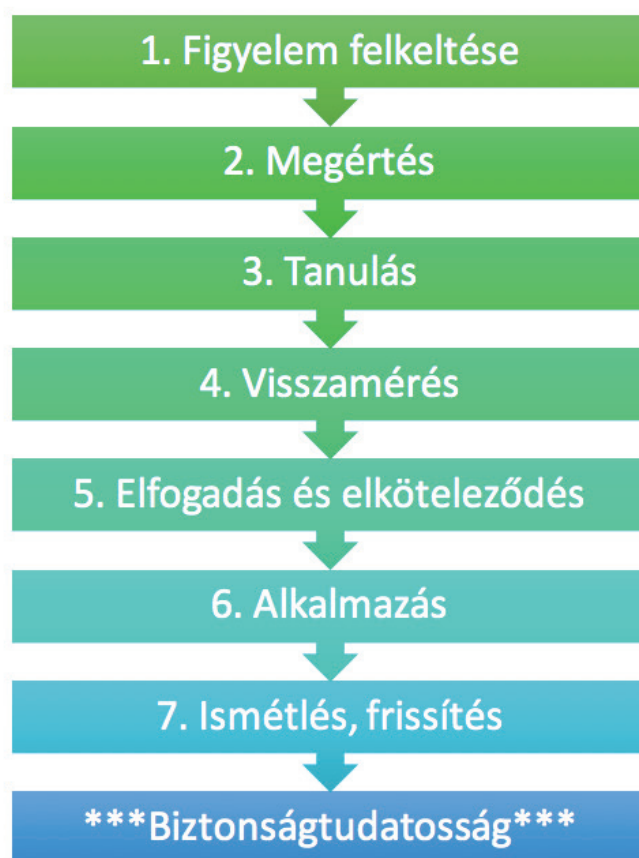 1. Figyelem felkeltése
2. Megértés
3. Tanulás
4. Visszamérés
5. Elfogadás és elköteleződés
6. Alkalmazás
7. Ismétlés, frissítés
***Biztonságtudatosság***